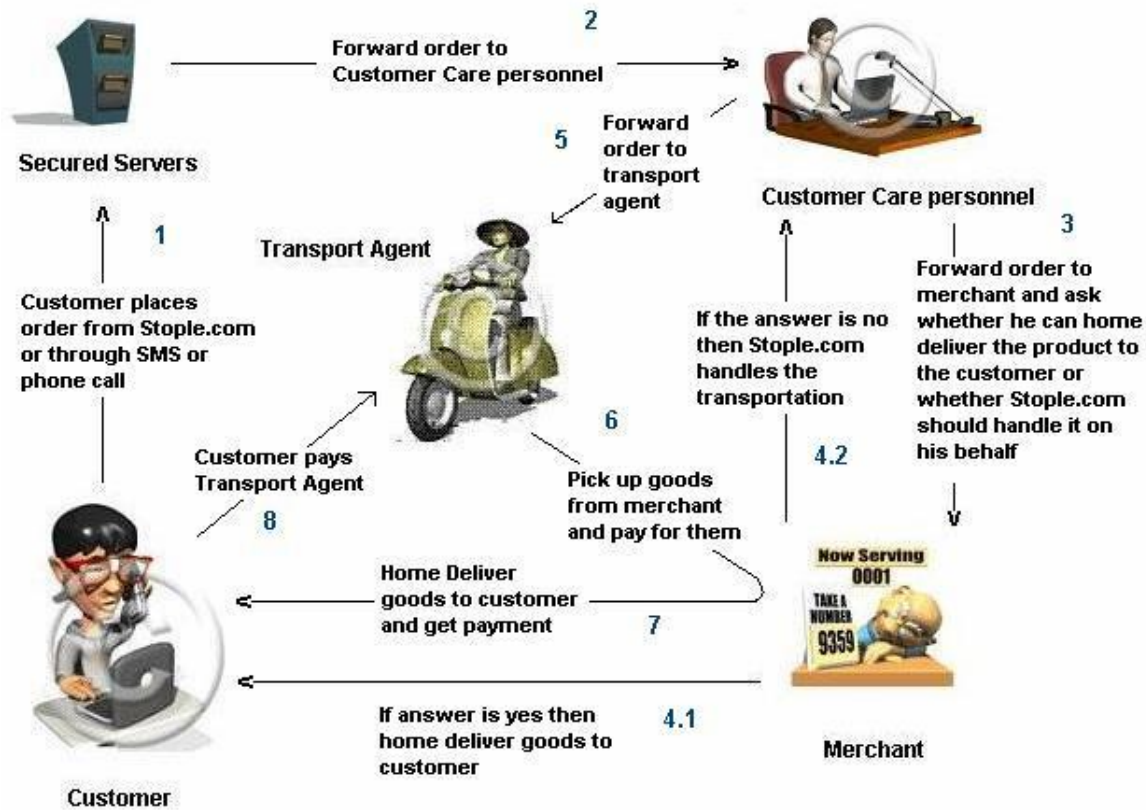 2
Forward order to
Customer Care personnel
Secured Servers
5
Forward
order to
transport
agent
Customer Care personnel
1
Transport Agent
3
Customer places
order from Stople.com
or through SMS or
phone call
If the answer is no
then Stople.com
handles the
transportation
4.2
Forward order to
merchant and ask
whether he can home
deliver the product to
the customer or
whether Stople.com
should handle it on
his behalf
6
Customer pays
Transport Agent
8
Pick up goods
from merchant
and pay for them
Home Deliver
goods to customer
and get payment
7
Now Serving
0001
TAKE A
NUMBER
9359
If answer is yes then
home deliver goods to
customer
4.1
Merchant
Customer